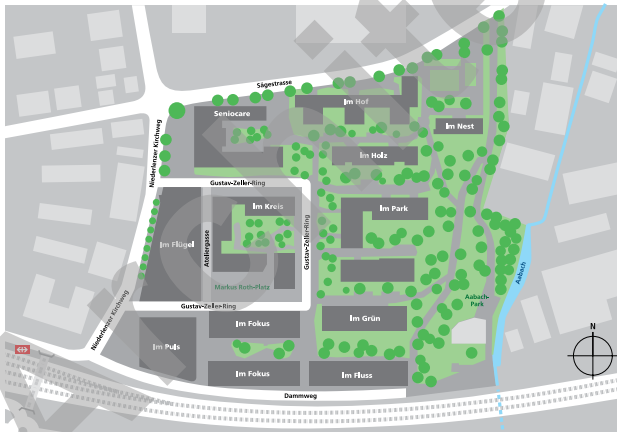 Sägestrasse
Im Hof
Seniocare
Im Nest
Niederlenzer Kirchweg
Im Holz
Gustav-Zeller-Ring
Im Kreis
Im Park
Im Flügel
Ateliergasse
Gustav-Zeller-Ring
Aabach
Markus Roth-Platz
Aabach-
Park
Gustav-Zeller-Ring
Niederlenzer Kirchweg
Im Fokus
Im Grün
N
Im Puls
Im Fokus
Im Fluss
Dammweg